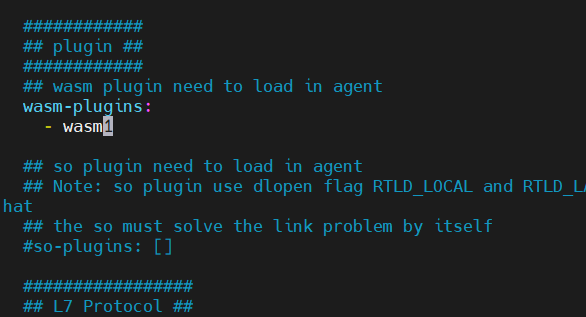 ############
## plugin ##
############
## wasm plugin need to load in agent
wasm-plugins:
- wasm1
## so plugin need to load in agent
## Note: so plugin use dlopen flag RTLD_LOCAL and RTLD_LA
hat
## the so must solve the link problem by itself
#so-plugins: []
#################
## L7 Protocol ##